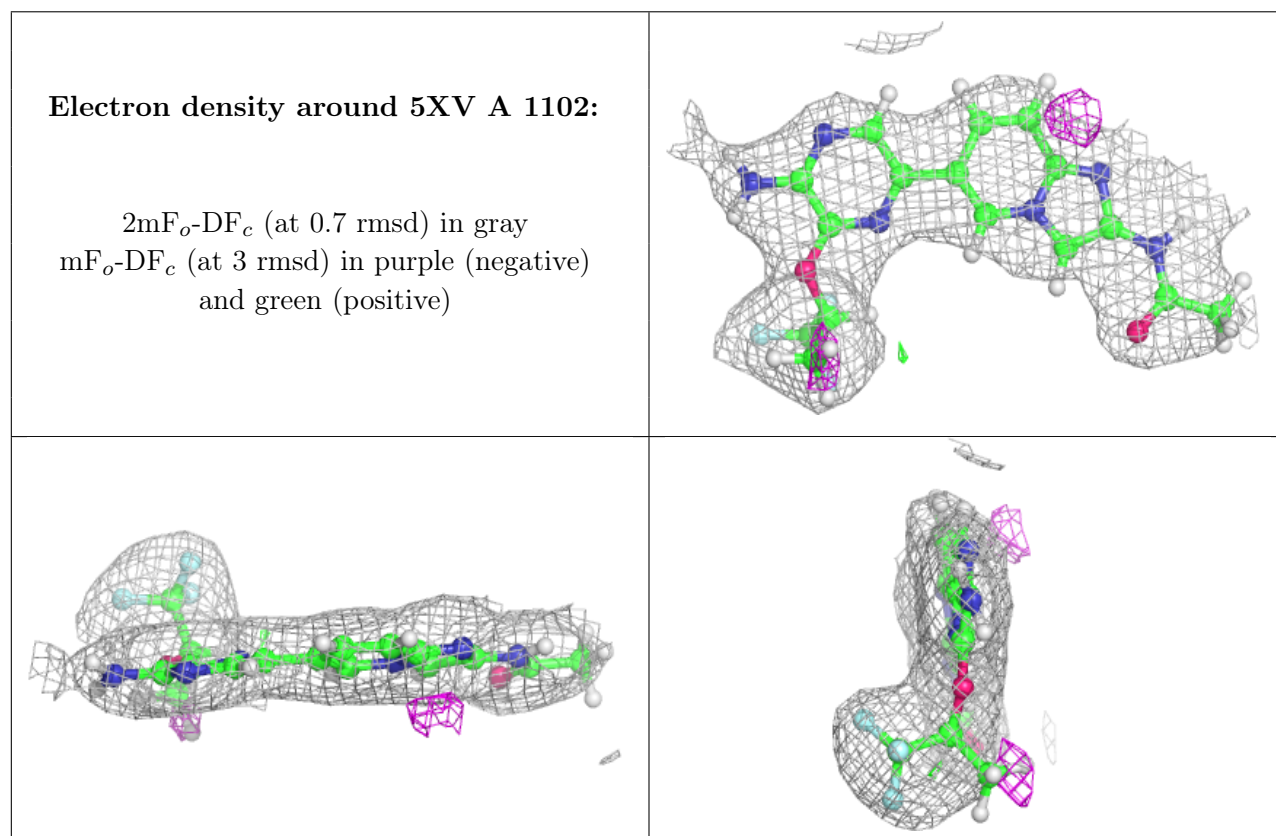 Electron density around 5XV A 1102:
2mFo-DFc (at 0.7 rmsd) in gray
mFo-DFc (at 3 rmsd) in purple (negative)
and green (positive)